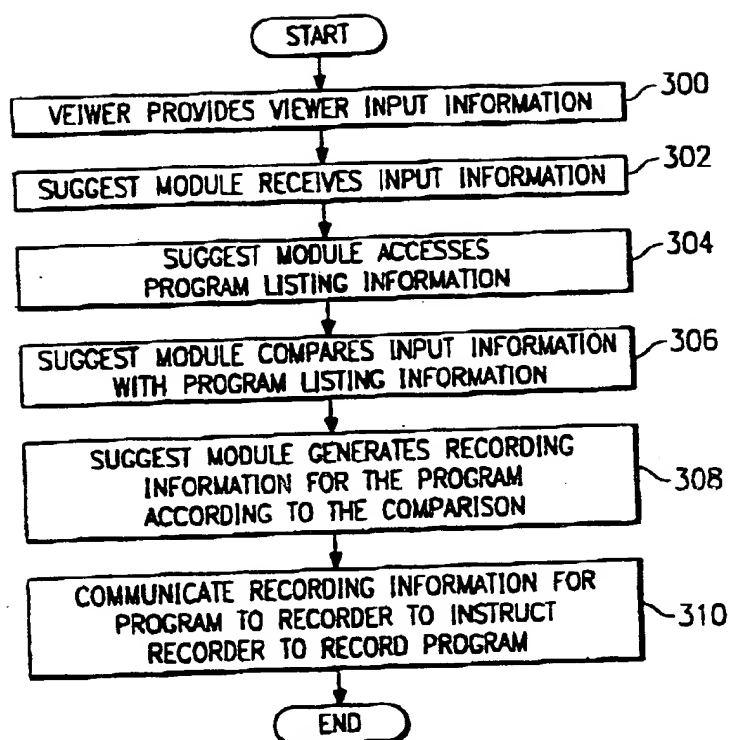 START
VEIWER PROVIDES VIEWER INPUT INFORMATION
300
SUGGEST MODULE RECEIVES INPUT INFORMATION
302
SUGGEST MODULE ACCESSES
PROGRAM LISTING INFORMATION
304
SUGGEST MODULE COMPARES INPUT INFORMATION
WITH PROGRAM LISTING INFORMATION
306
SUGGEST MODULE GENERATES RECORDING
INFORMATION FOR THE PROGRAM
ACCORDING TO THE COMPARISON
308
COMMUNICATE RECORDING INFORMATION FOR
PROGRAM TO RECORDER TO INSTRUCT
RECORDER TO RECORD PROGRAM
310
END